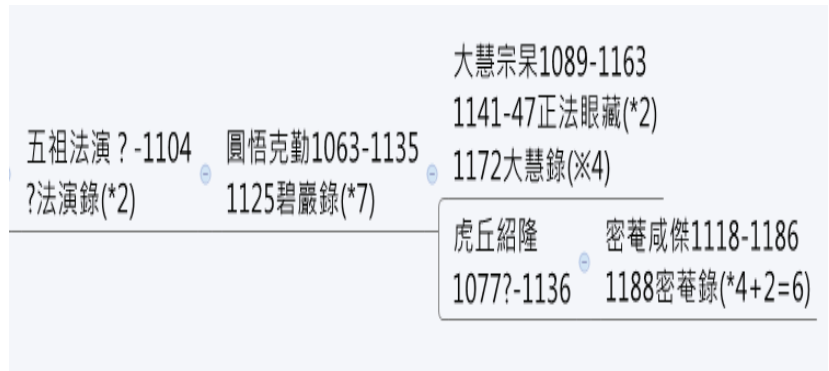 五祖法演？-1104
?法演錄(*2)
圓悟克勤1063-1135
1125碧巖錄(*7)
大慧宗杲1089-1163
1141-47正法眼藏(*2)
1172大慧錄(※4)
虎丘紹隆
1077?-1136
密菴咸傑1118-1186
1188密菴錄(*4+2=6)